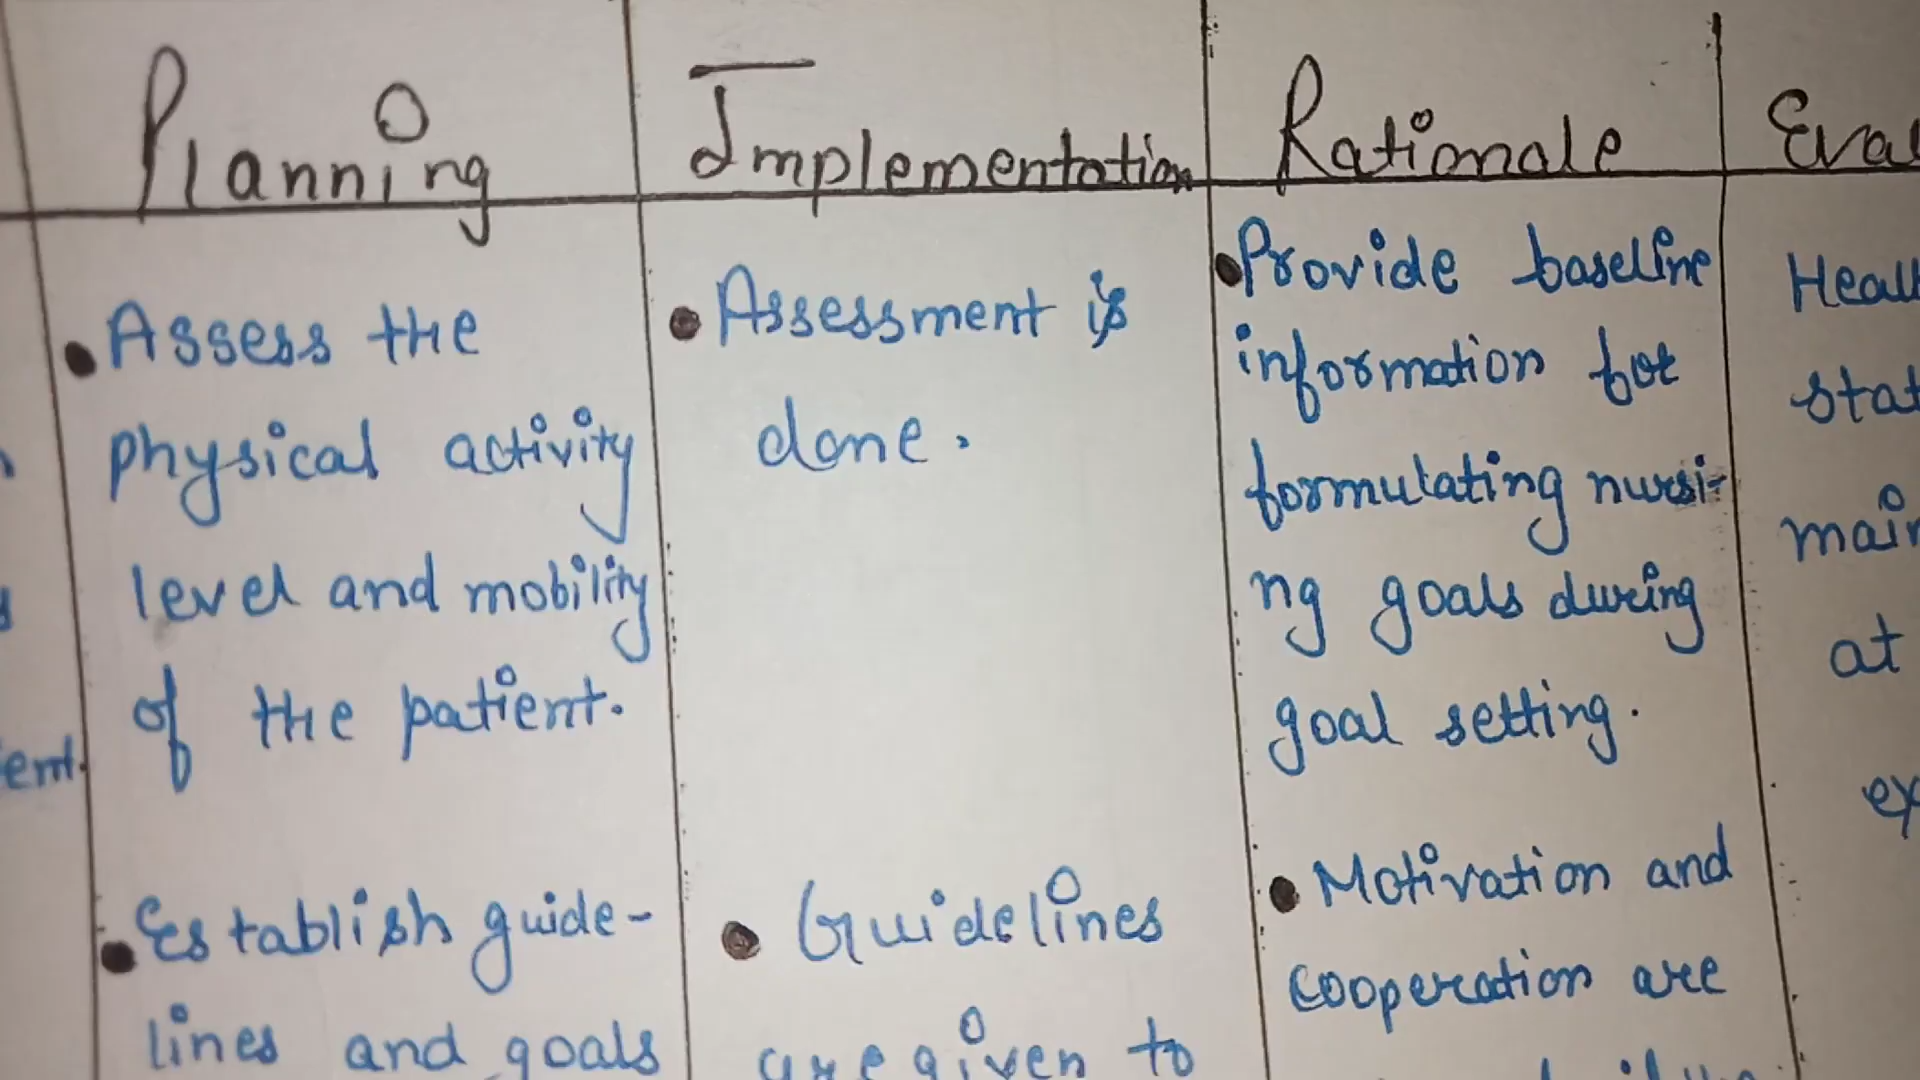 Planning
Assess the
physical activity
level and mobility
of the patient.
Establish guide-
lines and goals
Implementation
Assessment is
done.
Guidelines
are given to
Rationale
Provide baseline
information for
formulating nursi-
ng goals during
goal setting.
Motivation and
cooperation are
Eval
Heal
stat
main
at
ex